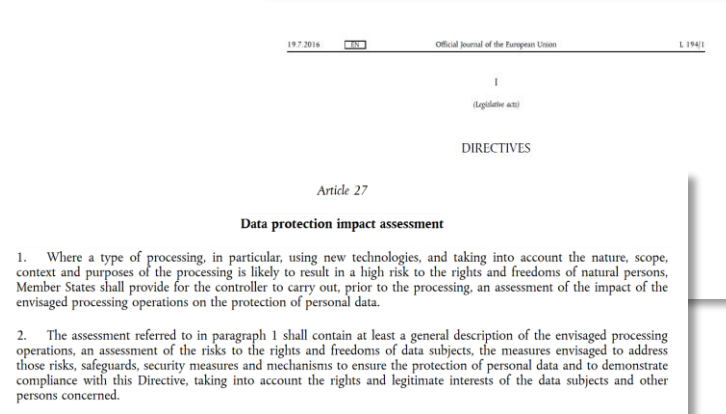 19.7.2016 EN Official Journal of the European Union L 194/1
I
(Legislative acts)
DIRECTIVES
Article 27
Data protection impact assessment
1. Where a type of processing, in particular, using new technologies, and taking into account the nature, scope,
context and purposes of the processing is likely to result in a high risk to the rights and freedoms of natural persons,
Member States shall provide for the controller to carry out, prior to the processing, an assessment of the impact of the
envisaged processing operations on the protection of personal data.
2. The assessment referred to in paragraph 1 shall contain at least a general description of the envisaged processing
operations, an assessment of the risks to the rights and freedoms of data subjects, the measures envisaged to address
those risks, safeguards, security measures and mechanisms to ensure the protection of personal data and to demonstrate
compliance with this Directive, taking into account the rights and legitimate interests of the data subjects and other
persons concerned.